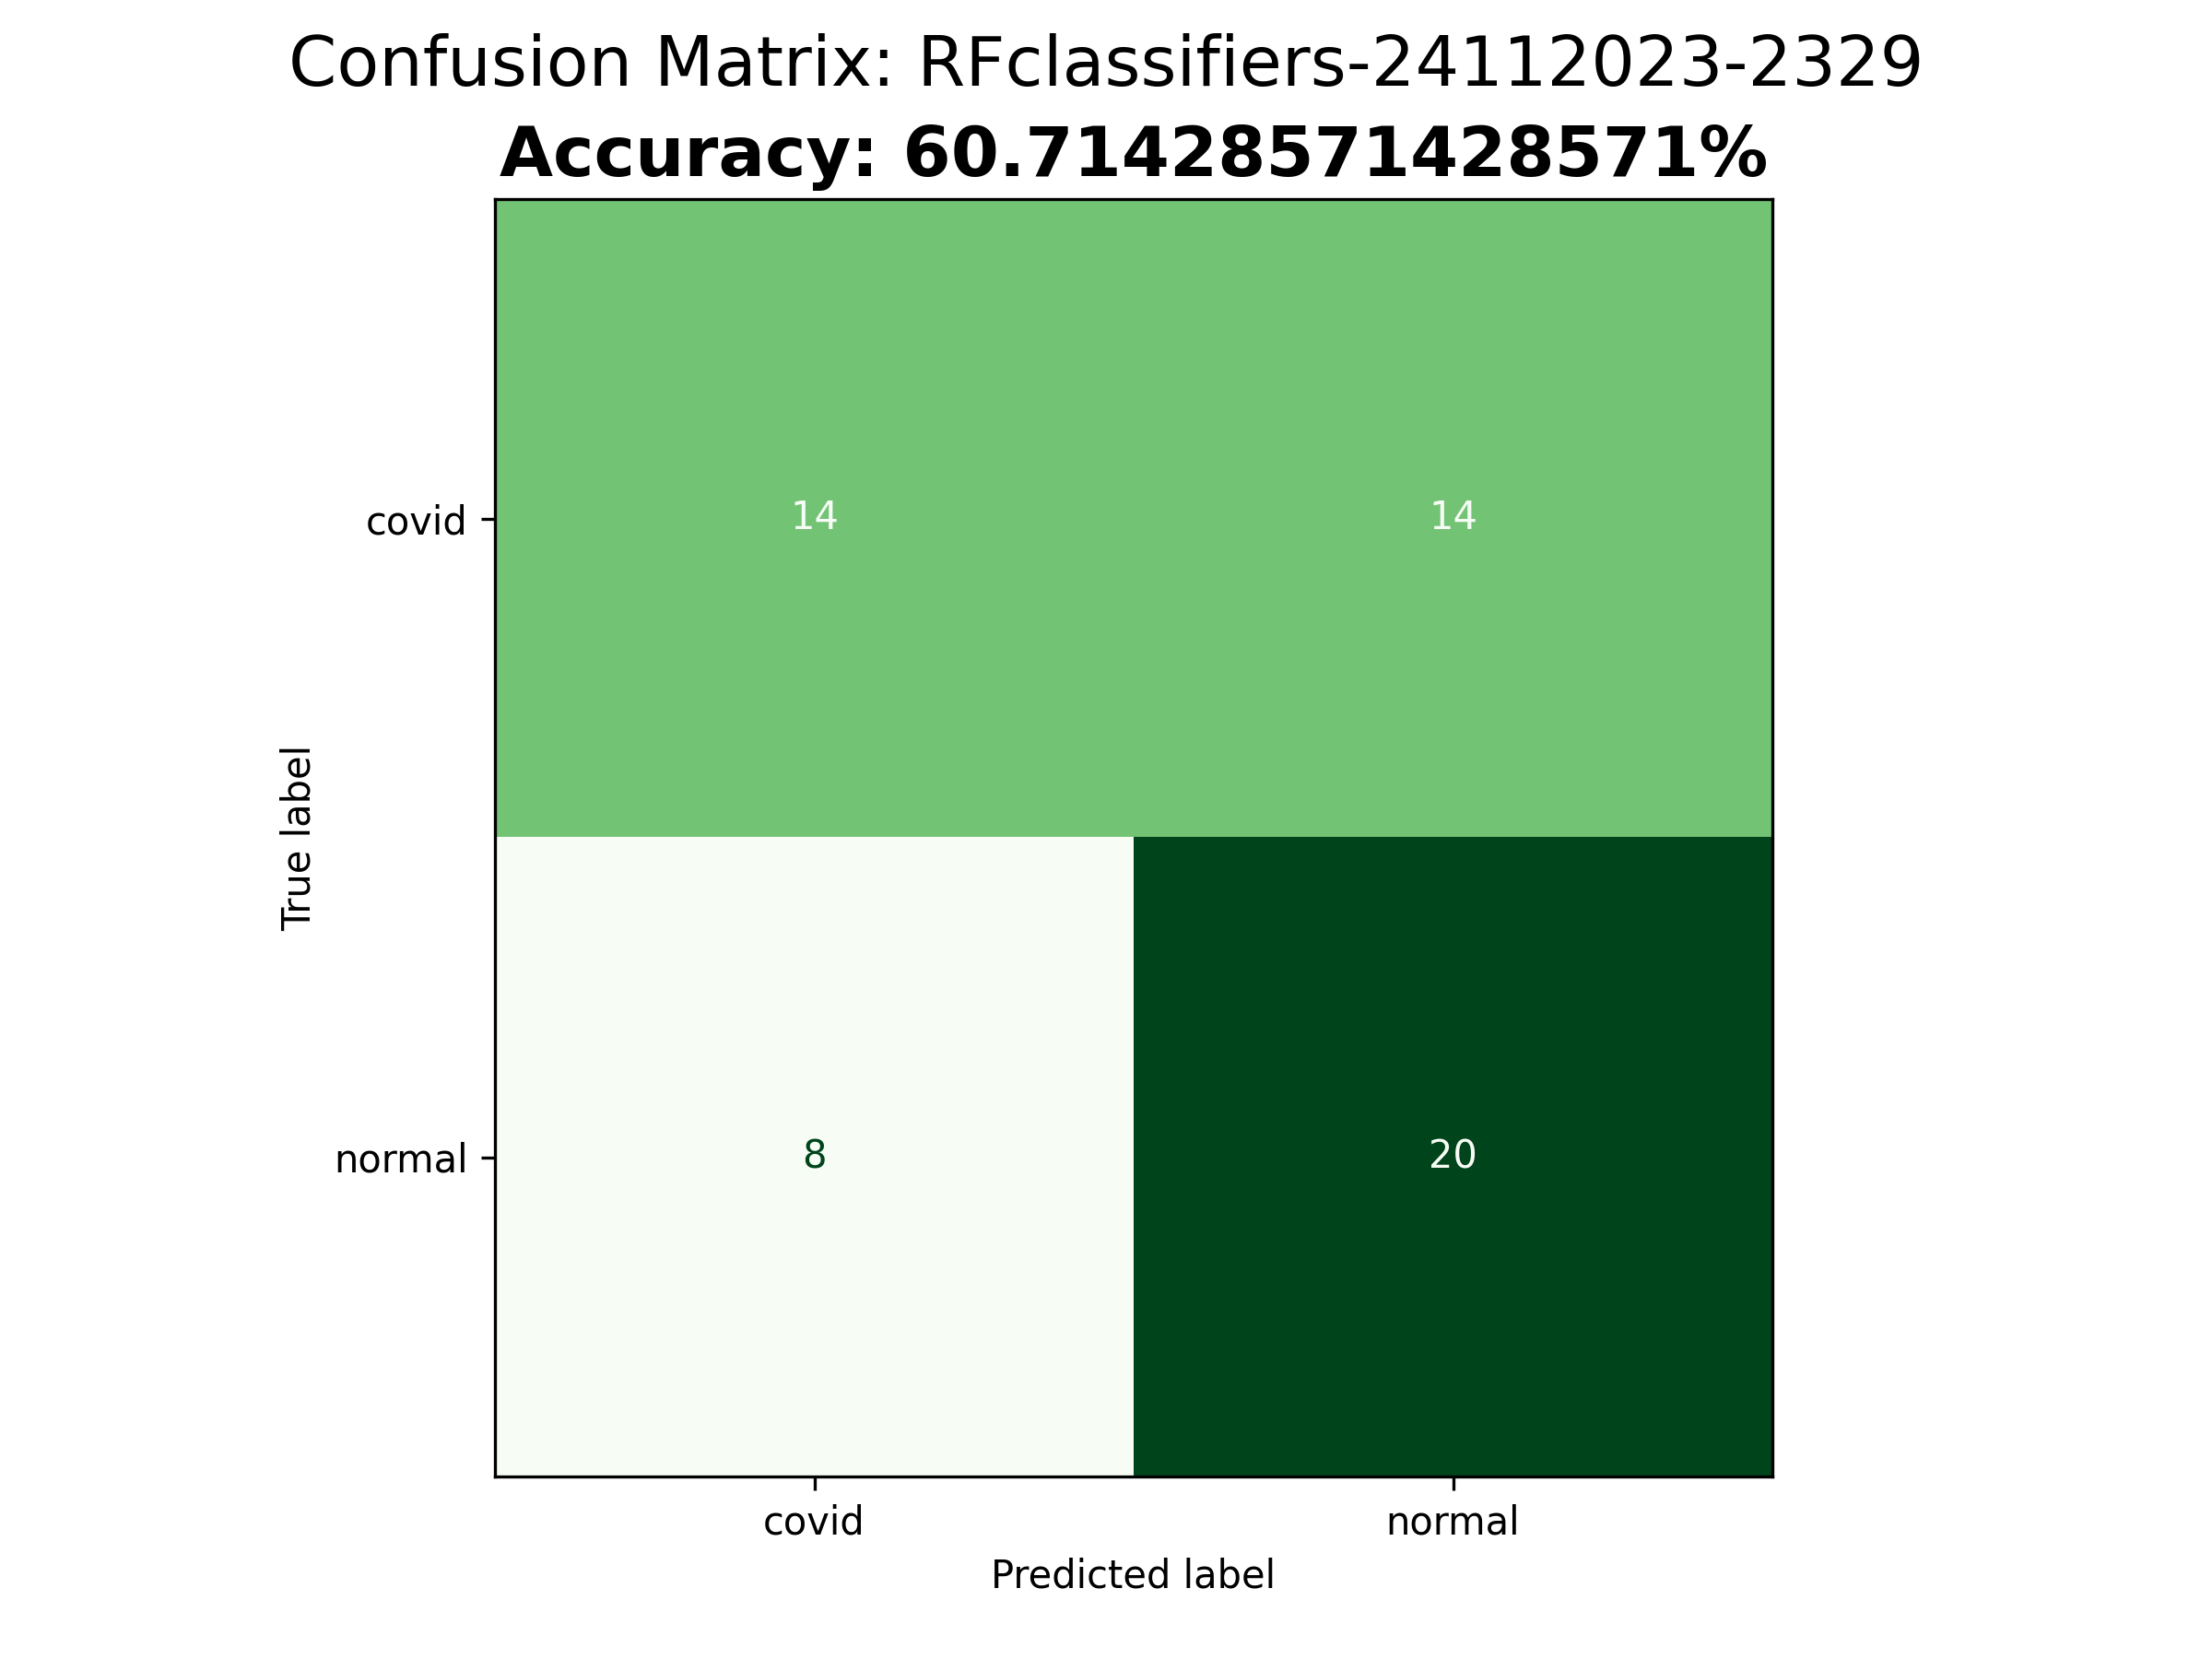 Confusion Matrix: RFclassifiers-24112023-2329
Accuracy: 60.71428571428571%
covid
14
14
True label
normal
8
20
covid
normal
Predicted label